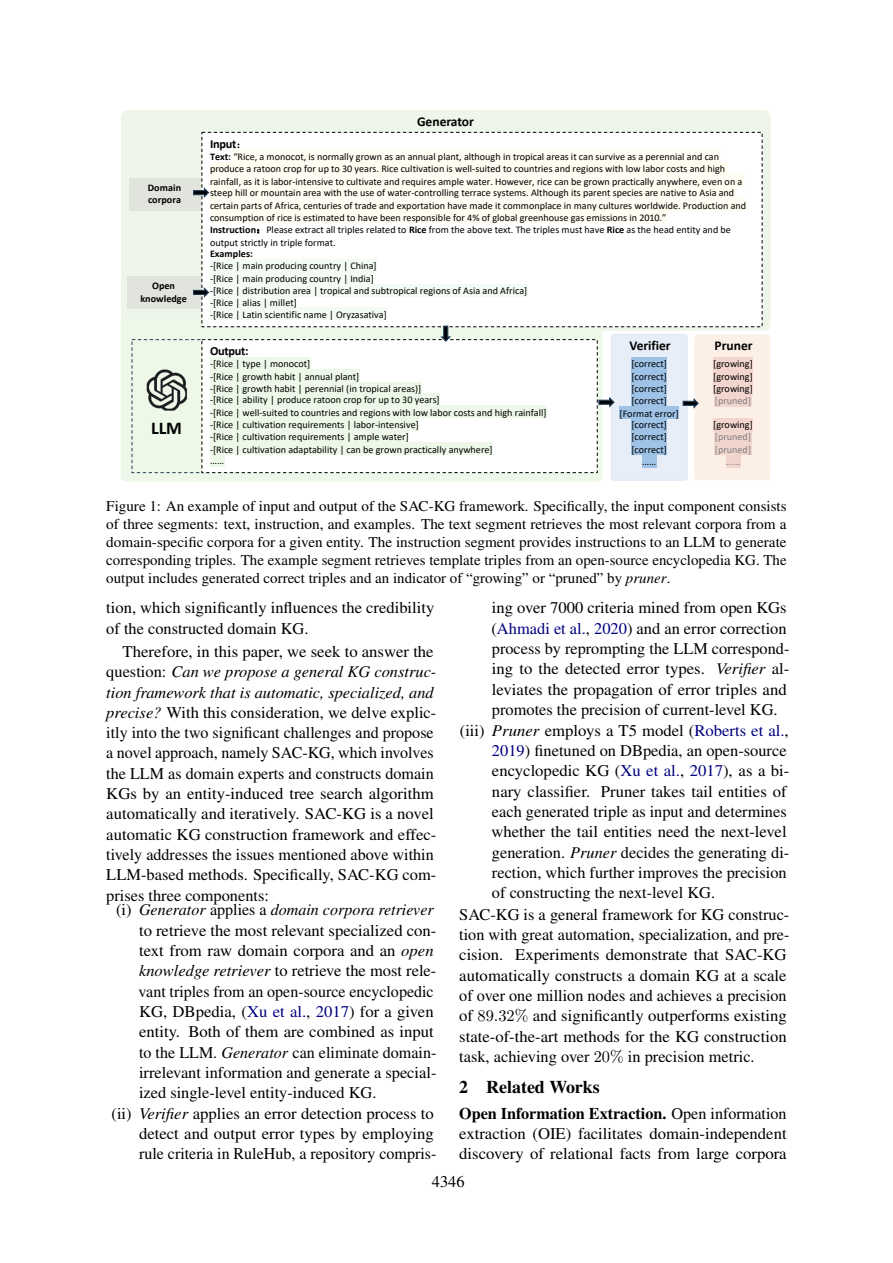 Generator
Input:
Text: “Rice, a monocot, is normally grown as an annual plant, although in tropical areas it can survive as a perennial and can
produce a ratoon crop for up to 30 years. Rice cultivation is well-suited to countries and regions with low labor costs and high
rainfall, as it is labor-intensive to cultivate and requires ample water. However, rice can be grown practically anywhere, even on a
steep hill or mountain area with the use of water-controlling terrace systems. Although its parent species are native to Asia and
certain parts of Africa, centuries of trade and exportation have made it commonplace in many cultures worldwide. Production and
consumption of rice is estimated to have been responsible for 4% of global greenhouse gas emissions in 2010.”
Instruction: Please extract all triples related to Rice from the above text. The triples must have Rice as the head entity and be
output strictly in triple format.
Examples:
-[Rice | main producing country | China]
-[Rice | main producing country | India]
-[Rice | distribution area | tropical and subtropical regions of Asia and Africa]
-[Rice | alias | millet]
-[Rice | Latin scientific name | Oryzasativa]
Domain
corpora
Open
knowledge
LLM
Output:
-[Rice | type | monocot]
-[Rice | growth habit | annual plant]
-[Rice | growth habit | perennial (in tropical areas)]
-[Rice | ability | produce ratoon crop for up to 30 years]
-[Rice | well-suited to countries and regions with low labor costs and high rainfall]
-[Rice | cultivation requirements | labor-intensive]
-[Rice | cultivation requirements | ample water]
-[Rice | cultivation adaptability | can be grown practically anywhere]
......
Verifier
[correct]
[correct]
[correct]
[correct]
[Format error]
[correct]
[correct]
[correct]
......
Pruner
[growing]
[growing]
[growing]
[pruned]
[growing]
[pruned]
[pruned]
......
Figure 1: An example of input and output of the SAC-KG framework. Specifically, the input component consists
of three segments: text, instruction, and examples. The text segment retrieves the most relevant corpora from a
domain-specific corpora for a given entity. The instruction segment provides instructions to an LLM to generate
corresponding triples. The example segment retrieves template triples from an open-source encyclopedia KG. The
output includes generated correct triples and an indicator of “growing” or “pruned” by pruner.
tion, which significantly influences the credibility
of the constructed domain KG.
Therefore, in this paper, we seek to answer the
question: Can we propose a general KG construc-
tion framework that is automatic, specialized, and
precise? With this consideration, we delve explic-
itly into the two significant challenges and propose
a novel approach, namely SAC-KG, which involves
the LLM as domain experts and constructs domain
KGs by an entity-induced tree search algorithm
automatically and iteratively. SAC-KG is a novel
automatic KG construction framework and effec-
tively addresses the issues mentioned above within
LLM-based methods. Specifically, SAC-KG com-
prises three components:
(i) Generator applies a domain corpora retriever
to retrieve the most relevant specialized con-
text from raw domain corpora and an open
knowledge retriever to retrieve the most rele-
vant triples from an open-source encyclopedic
KG, DBpedia, (Xu et al., 2017) for a given
entity. Both of them are combined as input
to the LLM. Generator can eliminate domain-
irrelevant information and generate a special-
ized single-level entity-induced KG.
(ii) Verifier applies an error detection process to
detect and output error types by employing
rule criteria in RuleHub, a repository compris-
ing over 7000 criteria mined from open KGs
(Ahmadi et al., 2020) and an error correction
process by reprompting the LLM correspond-
ing to the detected error types. Verifier al-
leviates the propagation of error triples and
promotes the precision of current-level KG.
(iii) Pruner employs a T5 model (Roberts et al.,
2019) finetuned on DBpedia, an open-source
encyclopedic KG (Xu et al., 2017), as a bi-
nary classifier. Pruner takes tail entities of
each generated triple as input and determines
whether the tail entities need the next-level
generation. Pruner decides the generating di-
rection, which further improves the precision
of constructing the next-level KG.
SAC-KG is a general framework for KG construc-
tion with great automation, specialization, and pre-
cision. Experiments demonstrate that SAC-KG
automatically constructs a domain KG at a scale
of over one million nodes and achieves a precision
of 89.32% and significantly outperforms existing
state-of-the-art methods for the KG construction
task, achieving over 20% in precision metric.
2 Related Works
Open Information Extraction. Open information
extraction (OIE) facilitates domain-independent
discovery of relational facts from large corpora
4346